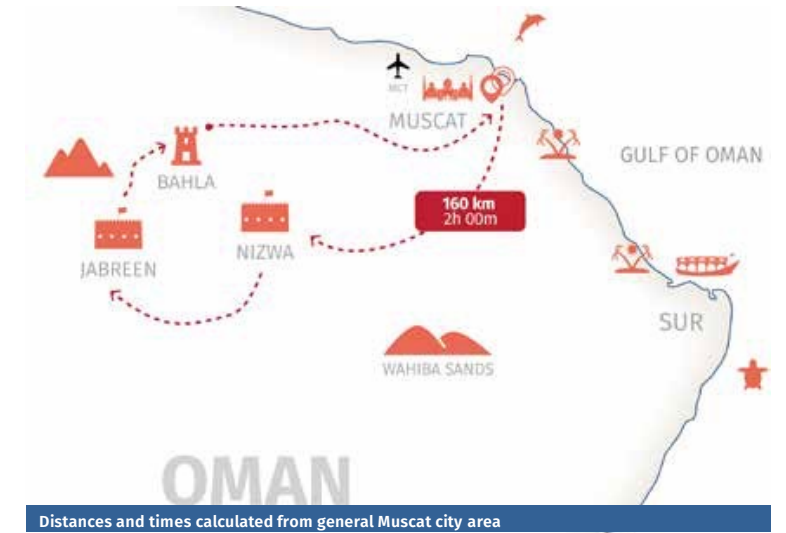 MCT
MUSCAT
GULF OF OMAN
BAHLA
160 km
2h 00m
NIZWA
JABREEN
SUR
WAHIBA SANDS
OMAN
Distances and times calculated from general Muscat city area